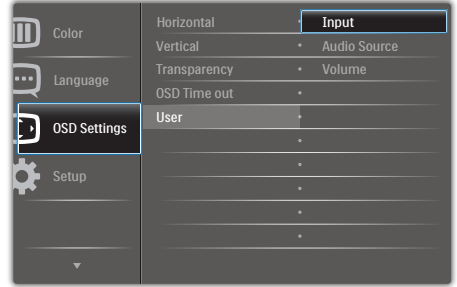 Color
Language
OSD Settings
Setup
Horizontal
Vertical
Transparency
OSD Time out
User
Input
Audio Source
Volume